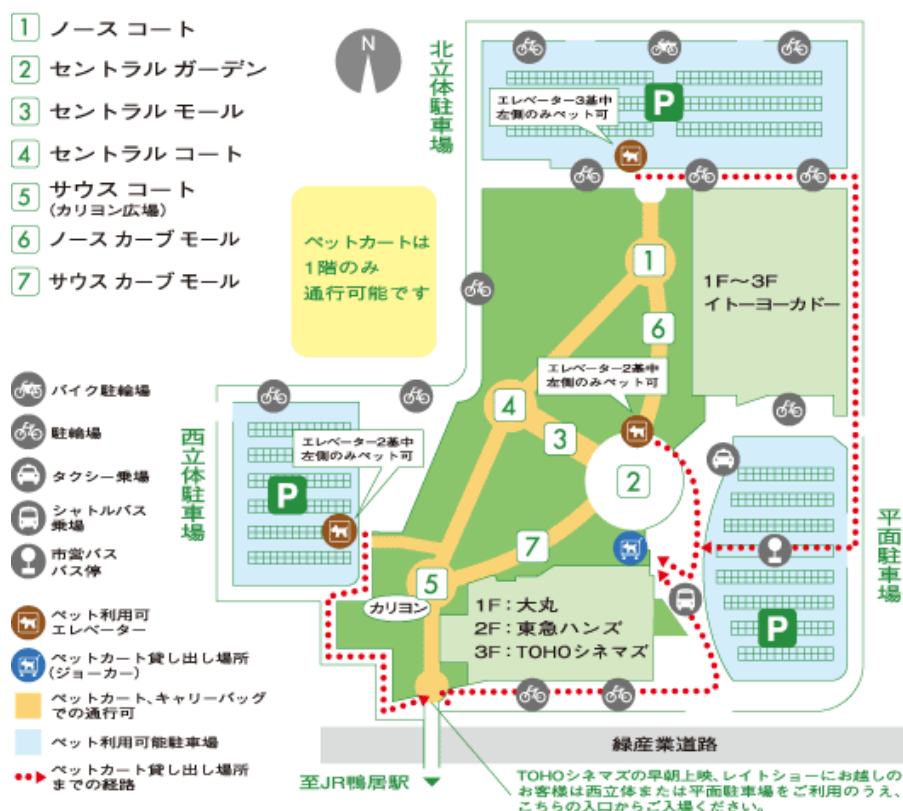 1 ノース コート
2 セントラル ガーデン
3 セントラル モール
4 セントラル コート
5 サウス コート
(カリヨン広場)
6 ノース カーブ モール
7 サウス カーブ モール
N
北立体駐車場
エレベーター3基中
左側のみペット可
P
ペットカートは
1階のみ
通行可能です
1
6
1F〜3F
イトーヨーカドー
エレベーター2基中
左側のみペット可
4
3
2
バイク駐輪場
駐輪場
タクシー乗場
シャトルバス
乗場
市営バス
バス停
西立体駐車場
エレベーター2基中
左側のみペット可
P
平面駐車場
7
5
カリヨン
1F:大丸
2F:東急ハンズ
3F:TOHOシネマズ
P
ペット利用可
エレベーター
ペットカート貸し出し場所
(ジョーカー)
ペットカート、キャリーバッグ
での通行可
ペット利用可能駐車場
ペットカート貸し出し場所
までの経路
緑産業道路
至JR鴨居駅 ▼
TOHOシネマズの早朝上映、レイトショーにお越しの
お客様は西立体または平面駐車場をご利用のうえ、
こちらの入口からご入場ください。